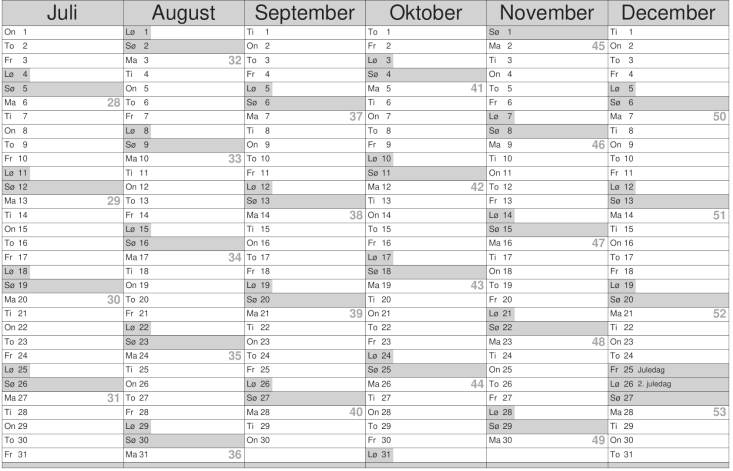 Juli
On 1
To 2
Fr 3
Lø 4
Sø 5
Ma 6 28
Ti 7
On 8
To 9
Fr 10
Lø 11
Sø 12
Ma 13 29
Ti 14
On 15
To 16
Fr 17
Lø 18
Sø 19
Ma 20 30
Ti 21
On 22
To 23
Fr 24
Lø 25
Sø 26
Ma 27 31
Ti 28
On 29
To 30
Fr 31
August
Lø 1
Sø 2
Ma 3 32
Ti 4
On 5
To 6
Fr 7
Lø 8
Sø 9
Ma 10 33
Ti 11
On 12
To 13
Fr 14
Lø 15
Sø 16
Ma 17 34
Ti 18
On 19
To 20
Fr 21
Lø 22
Sø 23
Ma 24 35
Ti 25
On 26
To 27
Fr 28
Lø 29
Sø 30
Ma 31 36
September
Ti 1
On 2
To 3
Fr 4
Lø 5
Sø 6
Ma 7 37
Ti 8
On 9
To 10
Fr 11
Lø 12
Sø 13
Ma 14 38
Ti 15
On 16
To 17
Fr 18
Lø 19
Sø 20
Ma 21 39
Ti 22
On 23
To 24
Fr 25
Lø 26
Sø 27
Ma 28 40
Ti 29
On 30
Oktober
To 1
Fr 2
Lø 3
Sø 4
Ma 5 41
Ti 6
On 7
To 8
Fr 9
Lø 10
Sø 11
Ma 12 42
Ti 13
On 14
To 15
Fr 16
Lø 17
Sø 18
Ma 19 43
Ti 20
On 21
To 22
Fr 23
Lø 24
Sø 25
Ma 26 44
Ti 27
On 28
To 29
Fr 30
Lø 31
November
Sø 1
Ma 2 45
Ti 3
On 4
To 5
Fr 6
Lø 7
Sø 8
Ma 9 46
Ti 10
On 11
To 12
Fr 13
Lø 14
Sø 15
Ma 16 47
Ti 17
On 18
To 19
Fr 20
Lø 21
Sø 22
Ma 23 48
Ti 24
On 25
To 26
Fr 27
Lø 28
Sø 29
Ma 30 49
December
Ti 1
On 2
To 3
Fr 4
Lø 5
Sø 6
Ma 7 50
Ti 8
On 9
To 10
Fr 11
Lø 12
Sø 13
Ma 14 51
Ti 15
On 16
To 17
Fr 18
Lø 19
Sø 20
Ma 21 52
Ti 22
On 23
To 24
Fr 25 Juledag
Lø 26 2. juledag
Sø 27
Ma 28 53
Ti 29
On 30
To 31